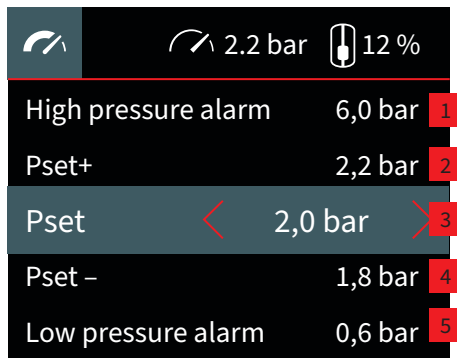 2.2 bar 12 %
High pressure alarm 6,0 bar 1
Pset+ 2,2 bar 2
Pset 2,0 bar 3
Pset – 1,8 bar 4
Low pressure alarm 0,6 bar 5